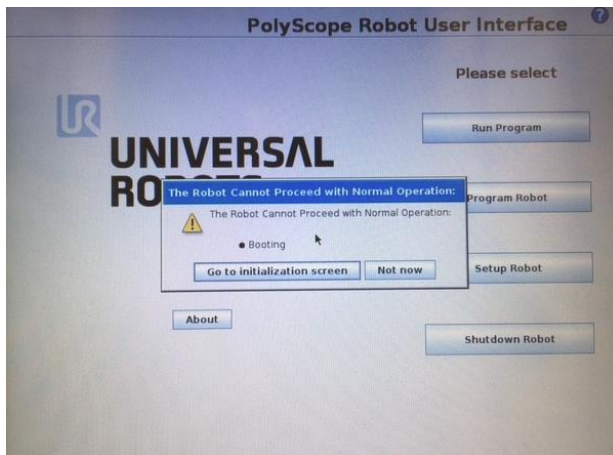 PolyScope Robot User Interface
?
Please select
UR
UNIVERSAL
RO
Run Program
Program Robot
Setup Robot
Shutdown Robot
The Robot Cannot Proceed with Normal Operation:
The Robot Cannot Proceed with Normal Operation:
Booting
Go to initialization screen
Not now
About